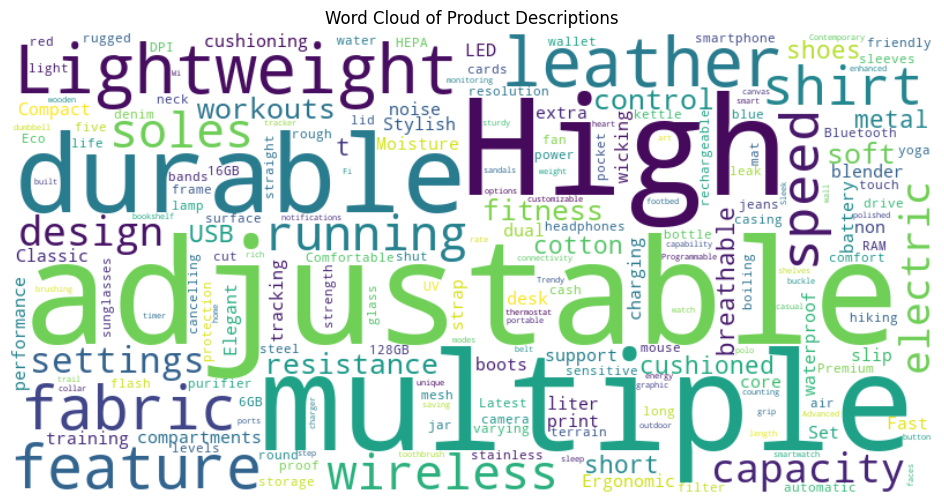 Word Cloud of Product Descriptions
red
rugged
DPI
cushioning
water
HEPA
LED
leather
smartphone
Contemporary
wallet
shoes
friendly
light
Lightweight
Wi
cards
sleeves
wooden
neck
monitoring
resolution
High
control
shirt
enhanced
canvas
smart
Compact
denim
workouts
noise
lid
extra
kettle
blue
metal
dumbbell
five
soles
tracker
rough
Stylish
sturdy
heart
fan
wicking
pocket
rechargeable
art
mat
speed
Bluetooth
Eco
life
t
Moisture
power
leak
soft
yoga
durable
straight
bands
16GB
Fi
sandals
weight
blender
built
frame
options
customizable
touch
lamp
surface
notifications
fitness
footbed
jeans
Sleek
wall
polished
drive
design
USB
running
bookshelf
dual
headphones
bottle
casing
battery
non
electric
Classic
cut
rich
Comfortable
shut
rate
connectivity
cotton
capability
Programmable
boiling
RAM
comfort
performance
sunglasses
cancelling
adjustable
breathable
charging
shelves
buckle
hiking
brushing
protection
home
Elegant
tracking
strength
glass
UV
strap
Trendy
desk
cash
thermostat
portable
watch
casual
waterproof
timer
steel
modes
belt
support
mouse
polo
settings
resistance
128GB
boots
sensitive
cushioned
slip
trail
collar
flash
purifier
multiple
mesh
unique
energy
graphic
core
counting
Premium
fabric
6GB
ports
charger
saving
Latest
camera
varying
liter
print
long
outdoor
grip
air
Advanced
Set
Fast
training
compartments
levels
jar
terrain
length
button
feature
round
step
proof
stainless
wireless
toothbrush
sleep
short
smartwatch
capacity
storage
Ergonomic
filter
automatic
faces